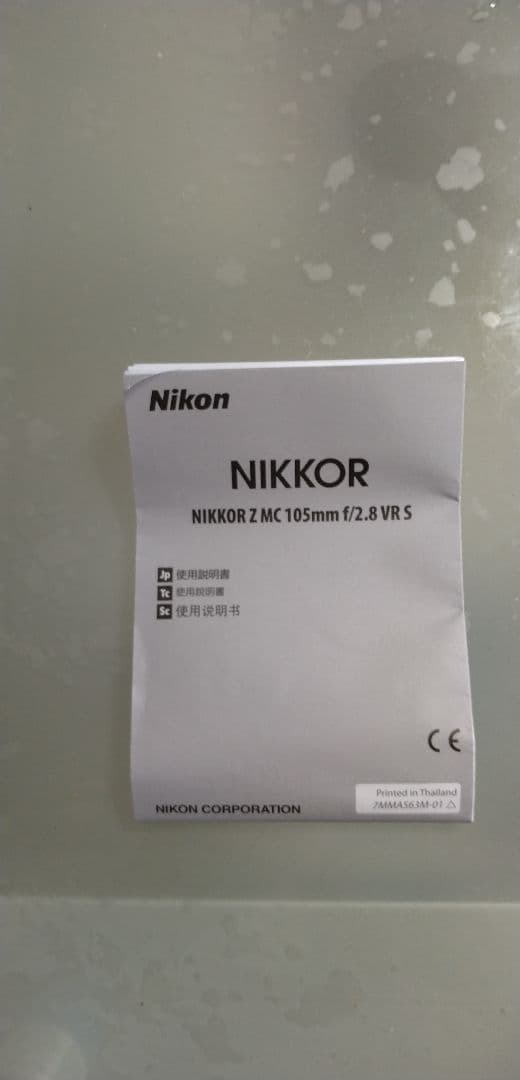 Nikon
NIKKOR
NIKKOR Z MC 105mm f/2.8 VR S
Jp 使用説明書
Tc 使用說明書
Sc 使用说明书
CE
Printed in Thailand
7MMAS63M-01 △
NIKON CORPORATION